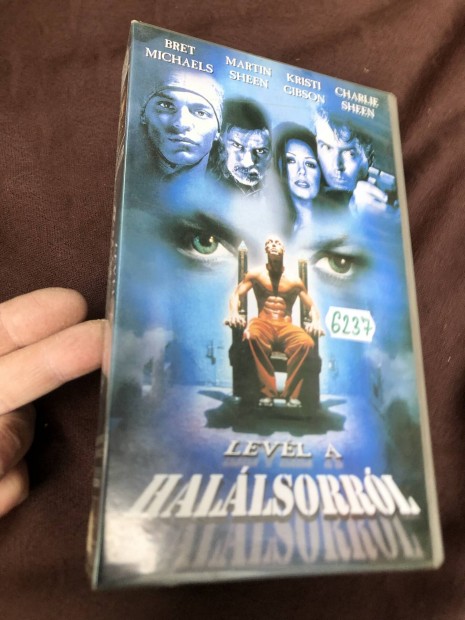 BRET MICHAELS
MARTIN SHEEN
KRISTI GIBSON
CHARLIE SHEEN
6237
LEVÉL A
HALÁLSORRÓL